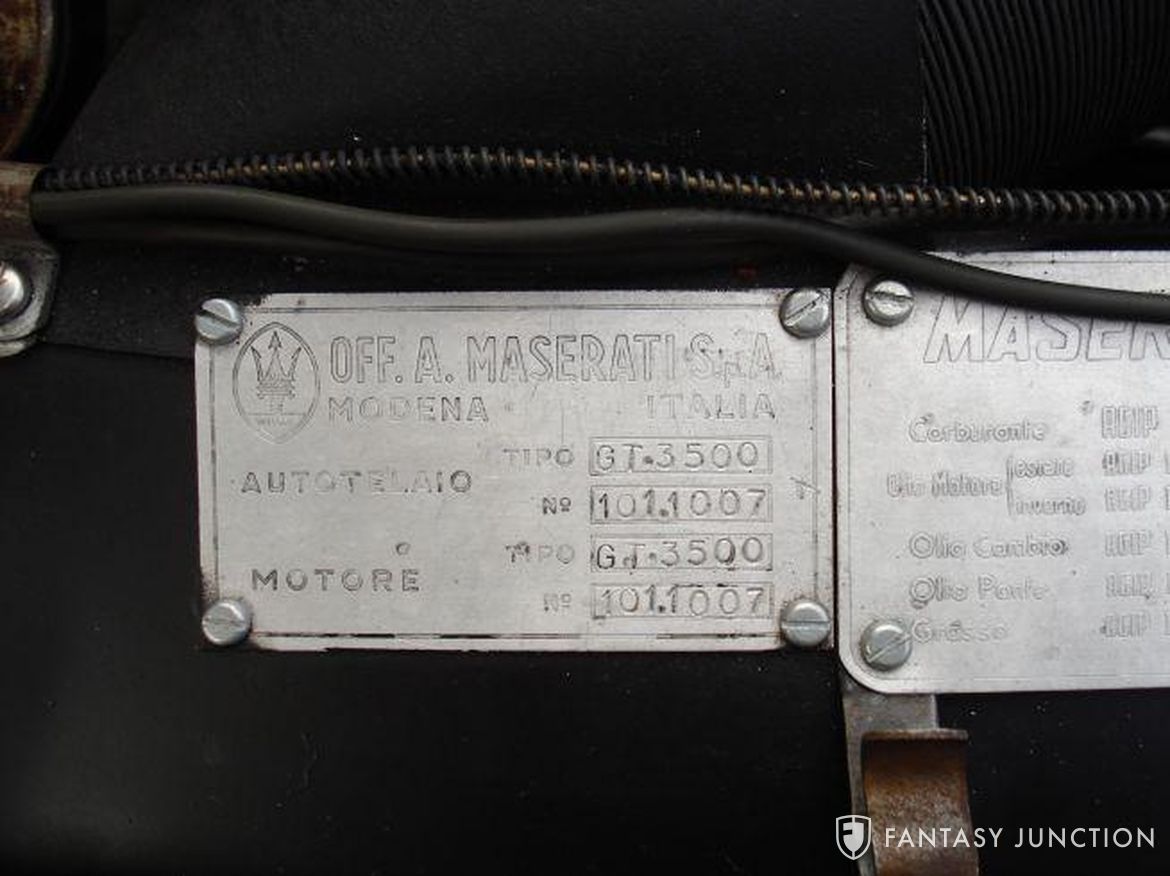 OFF. A. MASERATI S.p.A.
MODENA ITALIA
AUTOTELAIO
TIPO GT.3500
Nº 101.1007
MOTORE
TIPO GT.3500
Nº 101.1007
MASER
Carburante AGIP
Olio Motore
estate AGIP
inverno AGIP
Olio Cambio AGIP
Olio Ponte AGIP
Grasso AGIP
FANTASY JUNCTION